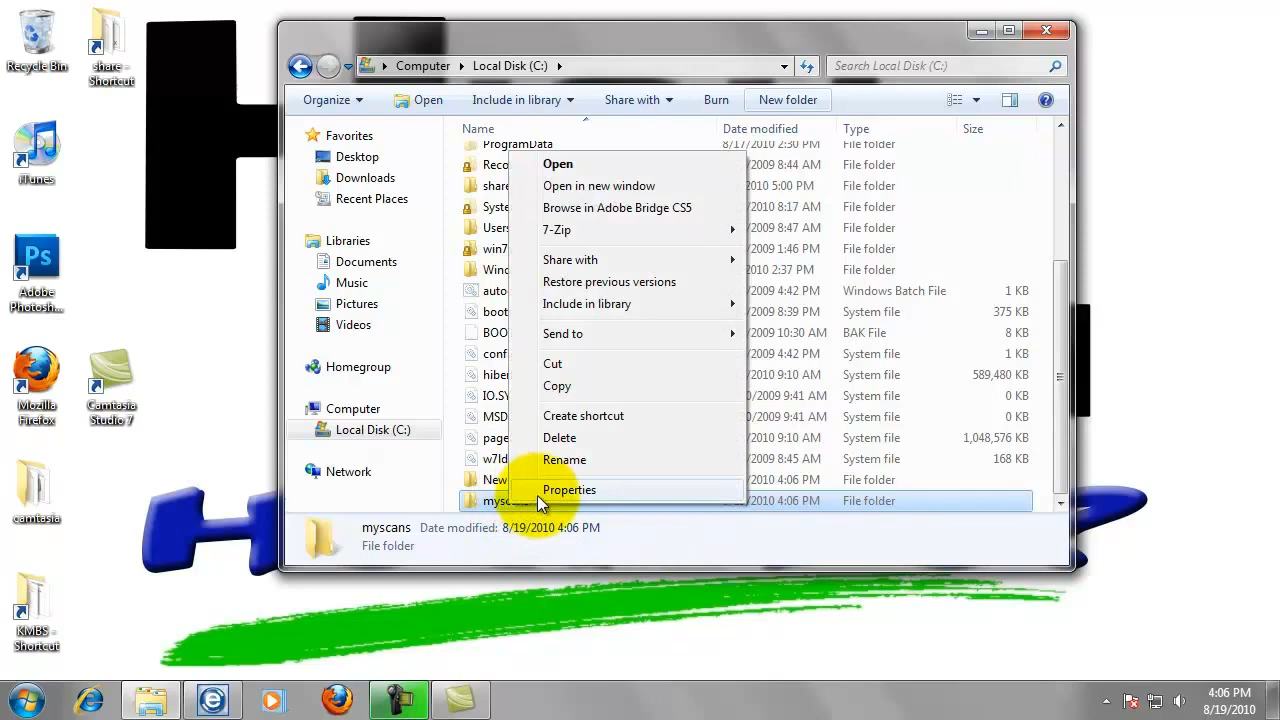 Recycle Bin
share -
Shortcut
iTunes
Ps
Adobe
Photosh...
Mozilla
Firefox
Camtasia
Studio 7
camtasia
KMBS -
Shortcut
Computer
Local Disk (C:)
Search Local Disk (C:)
Organize
Open
Include in library
Share with
Burn
New folder
Favorites
Desktop
Downloads
Recent Places
Libraries
Documents
Music
Pictures
Videos
Homegroup
Computer
Local Disk (C:)
Network
Name Date modified Type Size
ProgramData 8/17/2010 2:30 PM File folder
Reco /2009 8:44 AM File folder
share /2010 5:00 PM File folder
Syste /2010 8:17 AM File folder
Users /2009 8:47 AM File folder
win7 /2009 1:46 PM File folder
Wind /2010 2:37 PM File folder
auto /2009 4:42 PM Windows Batch File 1 KB
boot /2009 8:39 PM System file 375 KB
BOO /2009 10:30 AM BAK File 8 KB
conf /2009 4:42 PM System file 0 KB
hiber /2010 9:10 AM System file 589,480 KB
IO.SY 0/2009 9:41 AM System file 0 KB
MSD /2009 9:41 AM System file 0 KB
page /2010 9:10 AM System file 1,048,576 KB
w7ld /2009 8:45 AM System file 168 KB
New /2010 4:06 PM File folder
mysc /2010 4:06 PM File folder
Open
Open in new window
Browse in Adobe Bridge CS5
7-Zip
Share with
Restore previous versions
Include in library
Send to
Cut
Copy
Create shortcut
Delete
Rename
Properties
myscans Date modified: 8/19/2010 4:06 PM
File folder
4:06 PM
8/19/2010